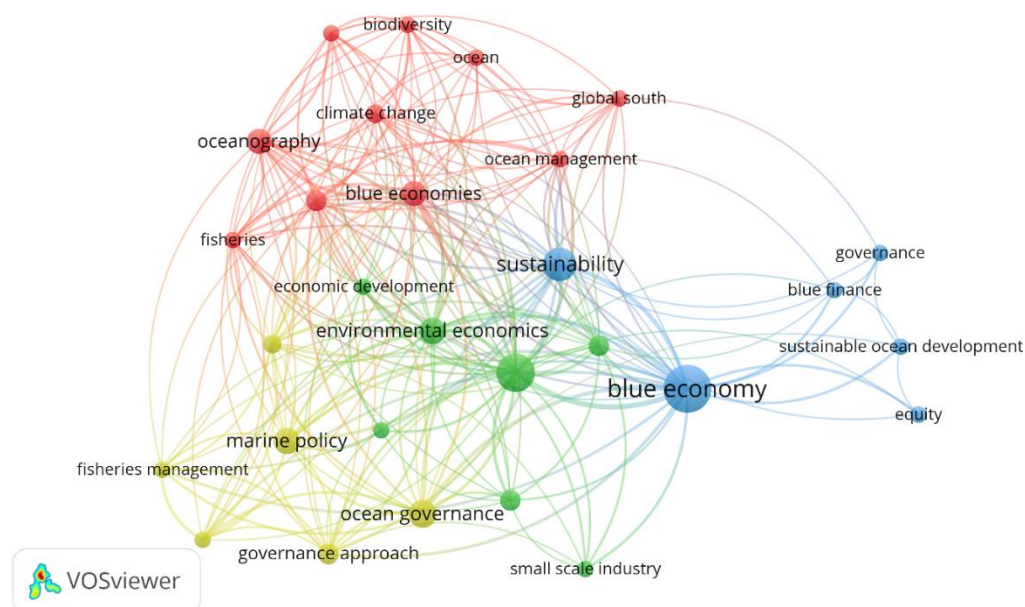 biodiversity
ocean
global south
climate change
oceanography
ocean management
blue economies
fisheries
governance
sustainability
economic development
blue finance
environmental economics
sustainable ocean development
blue economy
equity
marine policy
fisheries management
ocean governance
governance approach
small scale industry
VOSviewer